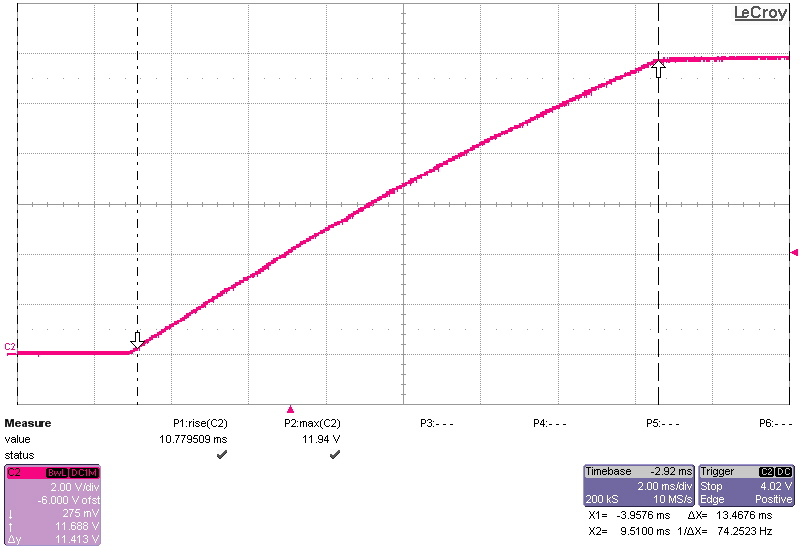 LeCroy
C2
Measure P1:rise(C2) P2:max(C2) P3:- - - P4:- - - P5:- - - P6:- - -
value 10.779509 ms 11.94 V
status
C2 BwL DC1M
2.00 V/div
-6.000 V ofst
↓ 275 mV
↑ 11.688 V
Δy 11.413 V
Timebase -2.92 ms
2.00 ms/div
200 kS 10 MS/s
Trigger C2 DC
Stop 4.02 V
Edge Positive
X1= -3.9576 ms ΔX= 13.4676 ms
X2= 9.5100 ms 1/ΔX= 74.2523 Hz